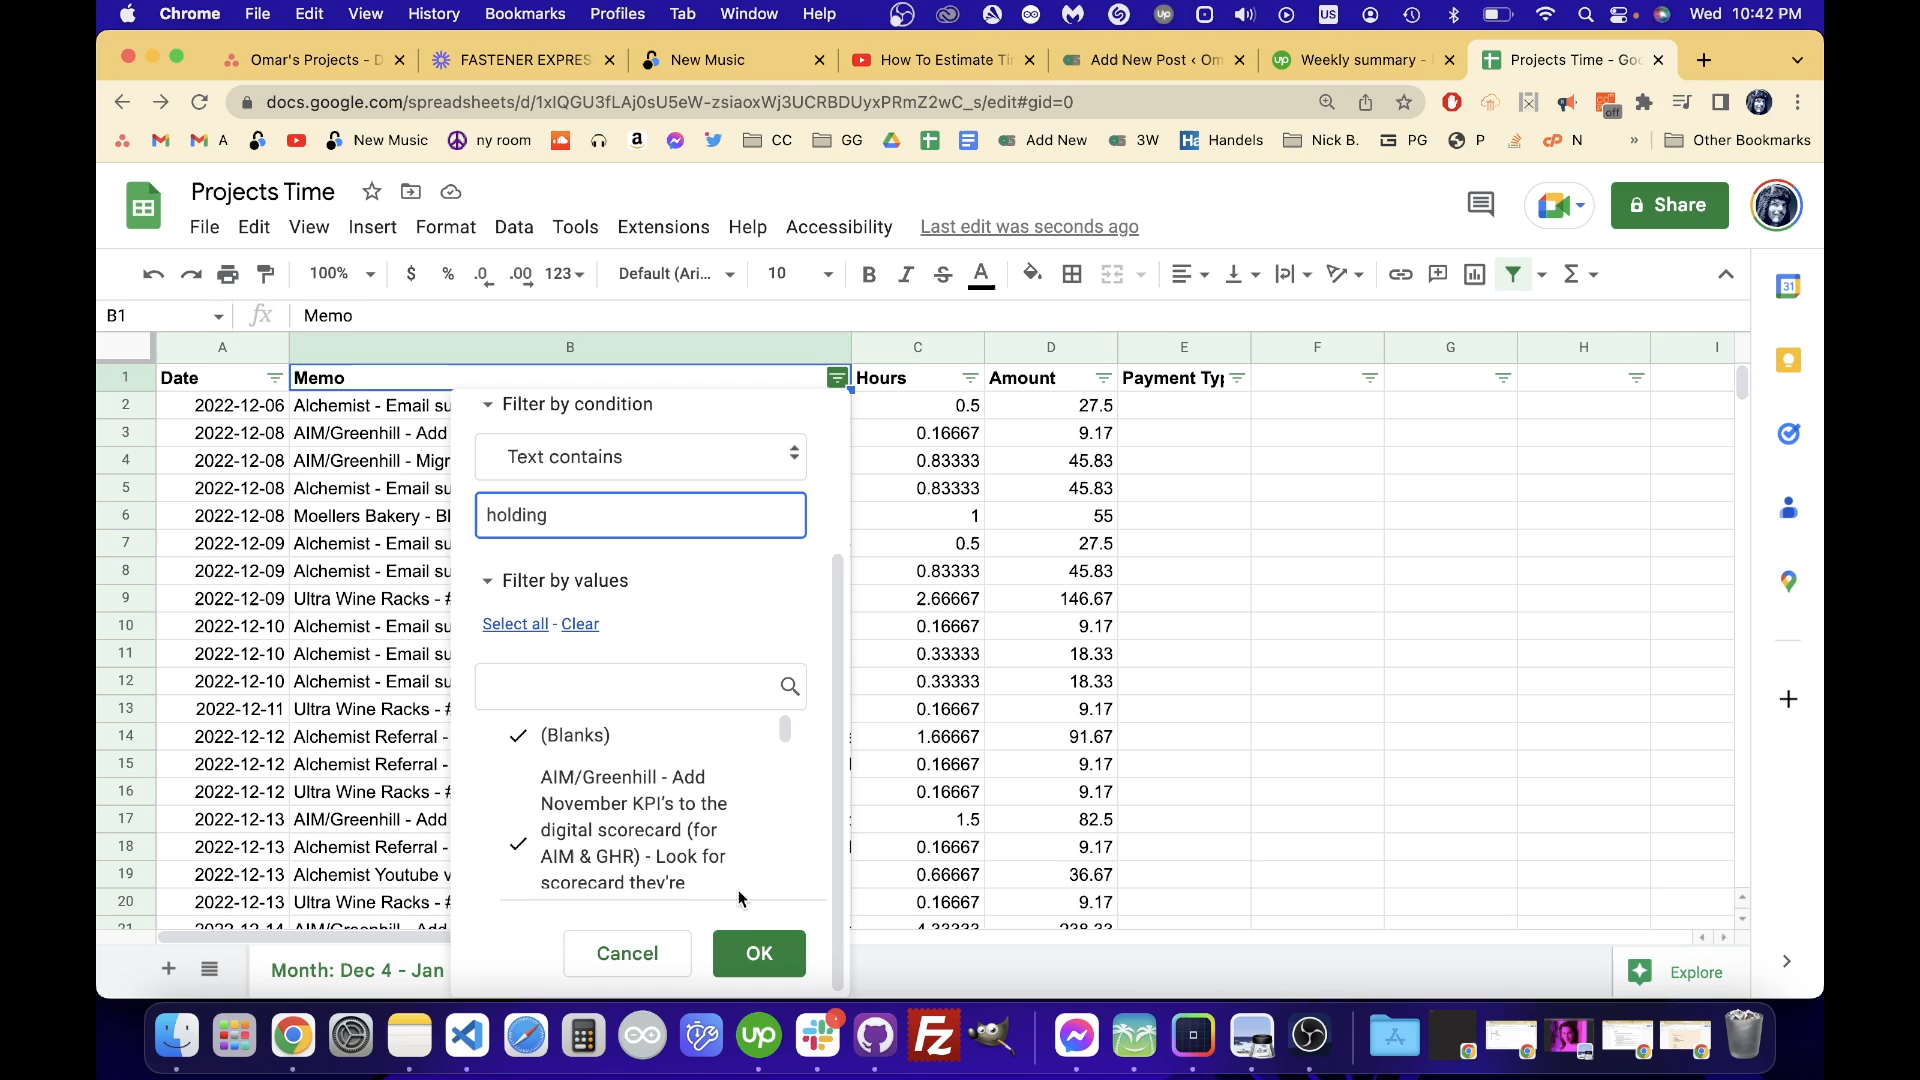 Chrome File Edit View History Bookmarks Profiles Tab Window Help Wed 10:42 PM
Omar's Projects - D FASTENER EXPRES New Music How To Estimate Ti Add New Post ‹ Om Weekly summary - Projects Time - Goo
docs.google.com/spreadsheets/d/1xIQGU3fLAj0sU5eW-zsiaoxWj3UCRBDUyxPRmZ2wC_s/edit#gid=0
A New Music ny room CC GG Add New 3W Handels Nick B. PG P N » Other Bookmarks
Projects Time
File Edit View Insert Format Data Tools Extensions Help Accessibility Last edit was seconds ago
Share
100% $ % .0 .00 123 Default (Ari... 10 B I S A
B1 fx Memo
A B C D E F G H I
1 Date Memo Hours Amount Payment Typ
2 2022-12-06 Alchemist - Email su 0.5 27.5
3 2022-12-08 AIM/Greenhill - Add 0.16667 9.17
4 2022-12-08 AIM/Greenhill - Migr 0.83333 45.83
5 2022-12-08 Alchemist - Email su 0.83333 45.83
6 2022-12-08 Moellers Bakery - Bl 1 55
7 2022-12-09 Alchemist - Email su 0.5 27.5
8 2022-12-09 Alchemist - Email su 0.83333 45.83
9 2022-12-09 Ultra Wine Racks - # 2.66667 146.67
10 2022-12-10 Alchemist - Email su 0.16667 9.17
11 2022-12-10 Alchemist - Email su 0.33333 18.33
12 2022-12-10 Alchemist - Email su 0.33333 18.33
13 2022-12-11 Ultra Wine Racks - # 0.16667 9.17
14 2022-12-12 Alchemist Referral - 1.66667 91.67
15 2022-12-12 Alchemist Referral - 0.16667 9.17
16 2022-12-12 Ultra Wine Racks - # 0.16667 9.17
17 2022-12-13 AIM/Greenhill - Add 1.5 82.5
18 2022-12-13 Alchemist Referral - 0.16667 9.17
19 2022-12-13 Alchemist Youtube v 0.66667 36.67
20 2022-12-13 Ultra Wine Racks - # 0.16667 9.17
21 2022-12-14 AIM/Greenhill - Add 4.33333 238.33
Filter by condition
Text contains
holding
Filter by values
Select all - Clear
(Blanks)
AIM/Greenhill - Add
November KPI's to the
digital scorecard (for
AIM & GHR) - Look for
scorecard they're
Cancel OK
Month: Dec 4 - Jan
Explore